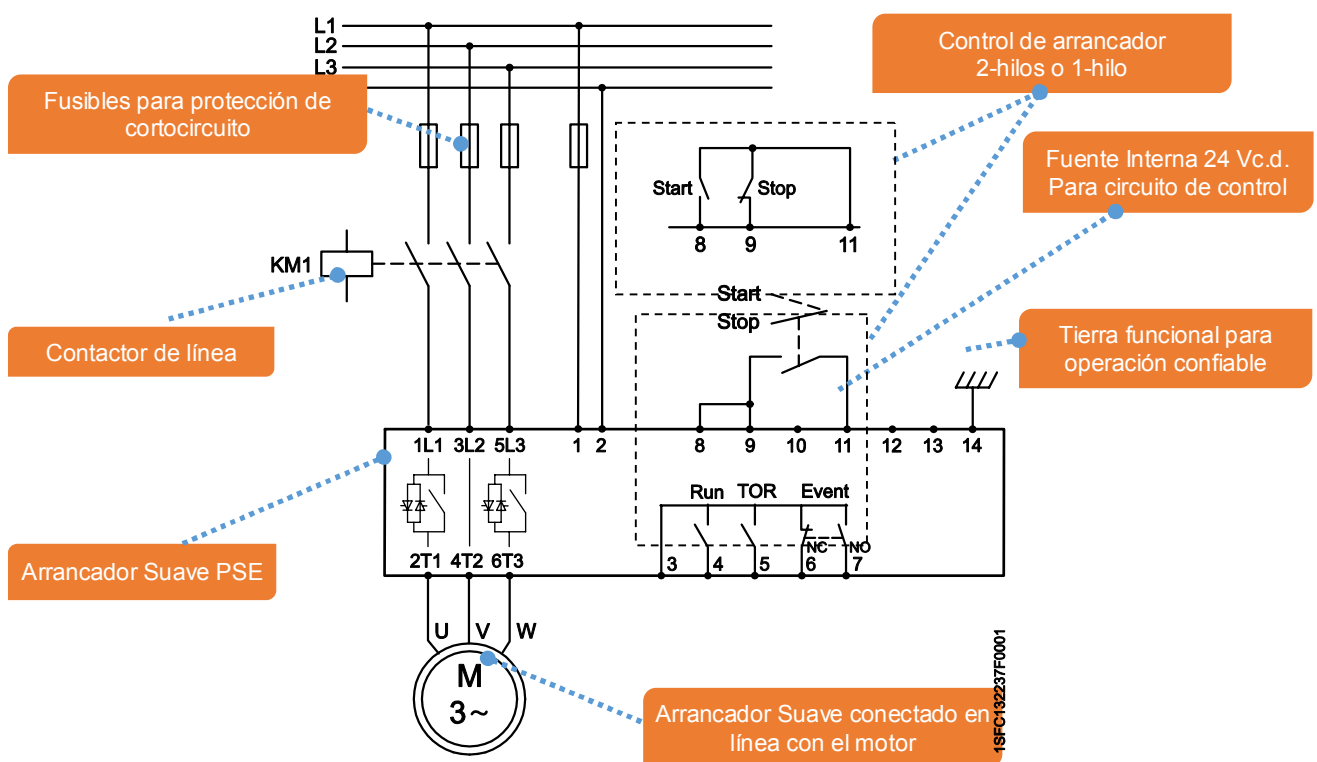 L1
L2
L3
Control de arrancador
2-hilos o 1-hilo
Fusibles para protección de
cortocircuito
Fuente Interna 24 Vc.d.
Para circuito de control
Start
Stop
8 9 11
KM1
Start
Stop
Contactor de línea
Tierra funcional para
operación confiable
1L1 3L2 5L3 1 2 8 9 10 11 12 13 14
Run TOR Event
NC NO
2T1 4T2 6T3 3 4 5 6 7
Arrancador Suave PSE
U V W
M
3~
Arrancador Suave conectado en
línea con el motor
1SFC132237F0001